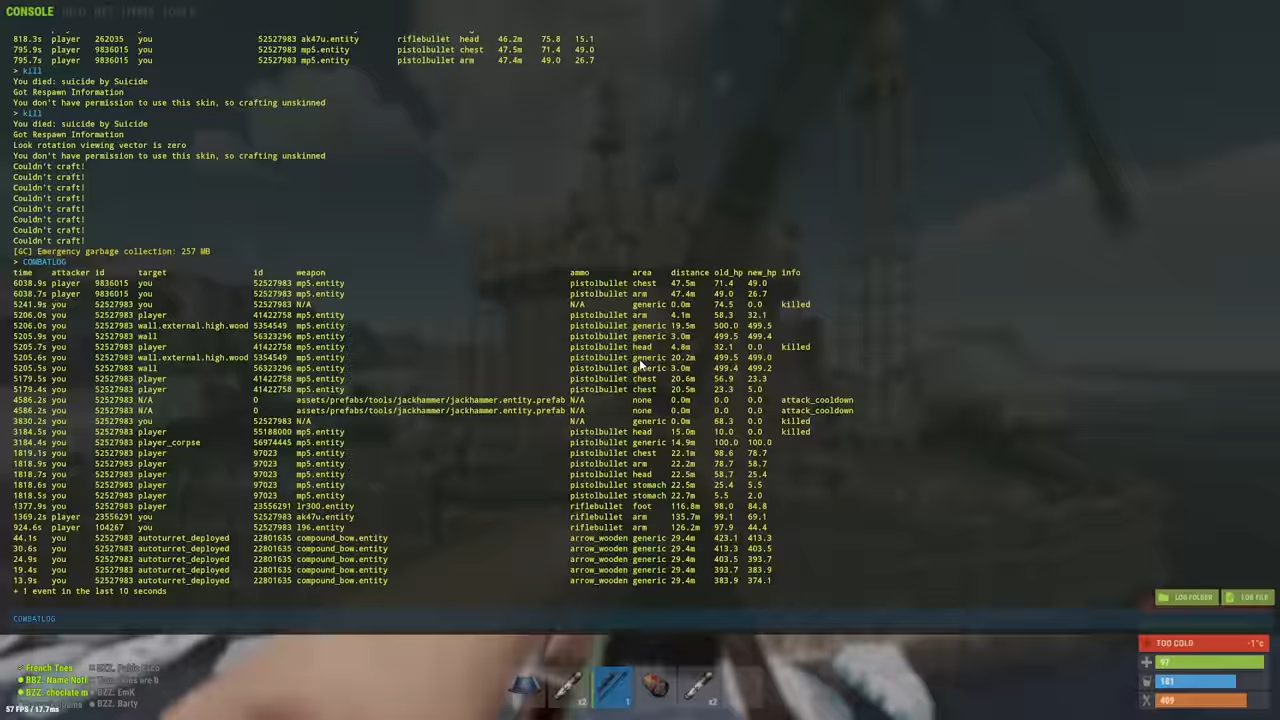 CONSOLE
818.3s player 262035 you 52527983 ak47u.entity riflebullet head 46.2m 75.8 15.1
795.9s player 9836015 you 52527983 mp5.entity pistolbullet chest 47.5m 71.4 49.0
795.7s player 9836015 you 52527983 mp5.entity pistolbullet arm 47.4m 49.0 26.7
> kill
You died: suicide by Suicide
Got Respawn Information
You don't have permission to use this skin, so crafting unskinned
> kill
You died: suicide by Suicide
Got Respawn Information
Look rotation viewing vector is zero
You don't have permission to use this skin, so crafting unskinned
Couldn't craft!
Couldn't craft!
Couldn't craft!
Couldn't craft!
Couldn't craft!
Couldn't craft!
Couldn't craft!
Couldn't craft!
[GC] Emergency garbage collection: 257 MB
> COMBATLOG
time attacker id target id weapon ammo area distance old_hp new_hp info
6038.9s player 9836015 you 52527983 mp5.entity pistolbullet chest 47.5m 71.4 49.0
6038.7s player 9836015 you 52527983 mp5.entity pistolbullet arm 47.4m 49.0 26.7
5241.9s you you 52527983 N/A N/A generic 0.0m 74.5 0.0 killed
5206.0s you 52527983 player 41422758 mp5.entity pistolbullet arm 4.1m 58.3 32.1
5206.0s you 52527983 wall.external.high.wood 5354549 mp5.entity pistolbullet generic 19.5m 500.0 499.5
5205.9s you 52527983 wall 56323296 mp5.entity pistolbullet generic 3.0m 499.5 499.4
5205.7s you 52527983 player 41422758 mp5.entity pistolbullet head 4.8m 32.1 0.0 killed
5205.6s you 52527983 wall.external.high.wood 5354549 mp5.entity pistolbullet generic 20.2m 499.5 499.0
5205.5s you 52527983 wall 56323296 mp5.entity pistolbullet generic 3.0m 499.4 499.2
5179.5s you 52527983 player 41422758 mp5.entity pistolbullet chest 20.6m 56.9 23.3
5179.4s you 52527983 player 41422758 mp5.entity pistolbullet chest 20.5m 23.3 5.0
4586.2s you 52527983 N/A 0 assets/prefabs/tools/jackhammer/jackhammer.entity.prefab N/A none 0.0m 0.0 0.0 attack_cooldown
4586.2s you 52527983 N/A 0 assets/prefabs/tools/jackhammer/jackhammer.entity.prefab N/A none 0.0m 0.0 0.0 attack_cooldown
3830.2s you you 52527983 N/A N/A generic 0.0m 68.3 0.0 killed
3184.5s you 52527983 player 55188000 mp5.entity pistolbullet head 15.0m 10.0 0.0 killed
3184.4s you 52527983 player_corpse 56974445 mp5.entity pistolbullet generic 14.9m 100.0 100.0
1819.1s you 52527983 player 97023 mp5.entity pistolbullet chest 22.1m 98.6 78.7
1818.9s you 52527983 player 97023 mp5.entity pistolbullet arm 22.2m 78.7 58.7
1818.7s you 52527983 player 97023 mp5.entity pistolbullet head 22.5m 58.7 25.4
1818.6s you 52527983 player 97023 mp5.entity pistolbullet stomach 22.5m 25.4 5.5
1818.5s you 52527983 player 97023 mp5.entity pistolbullet stomach 22.7m 5.5 2.0
1377.9s you 52527983 player 23556291 lr300.entity riflebullet foot 116.8m 98.0 84.8
1369.2s player 23556291 you 52527983 ak47u.entity riflebullet arm 135.7m 99.1 69.1
924.6s player 104267 you 52527983 l96.entity riflebullet arm 126.2m 97.9 44.4
44.1s you 52527983 autoturret_deployed 22801635 compound_bow.entity arrow_wooden generic 29.4m 423.1 413.3
30.6s you 52527983 autoturret_deployed 22801635 compound_bow.entity arrow_wooden generic 29.4m 413.3 403.5
24.9s you 52527983 autoturret_deployed 22801635 compound_bow.entity arrow_wooden generic 29.4m 403.5 393.7
19.4s you 52527983 autoturret_deployed 22801635 compound_bow.entity arrow_wooden generic 29.4m 393.7 383.9
13.9s you 52527983 autoturret_deployed 22801635 compound_bow.entity arrow_wooden generic 29.4m 383.9 374.1
+ 1 event in the last 10 seconds
LOG FOLDER LOG FILE
COMBATLOG
TOO COLD -1°c
97
French Toes
BBZ. choclate m BZZ. EmK
181
BZZ. Barty
x2 1 x2
409
57 FPS / 17.7ms